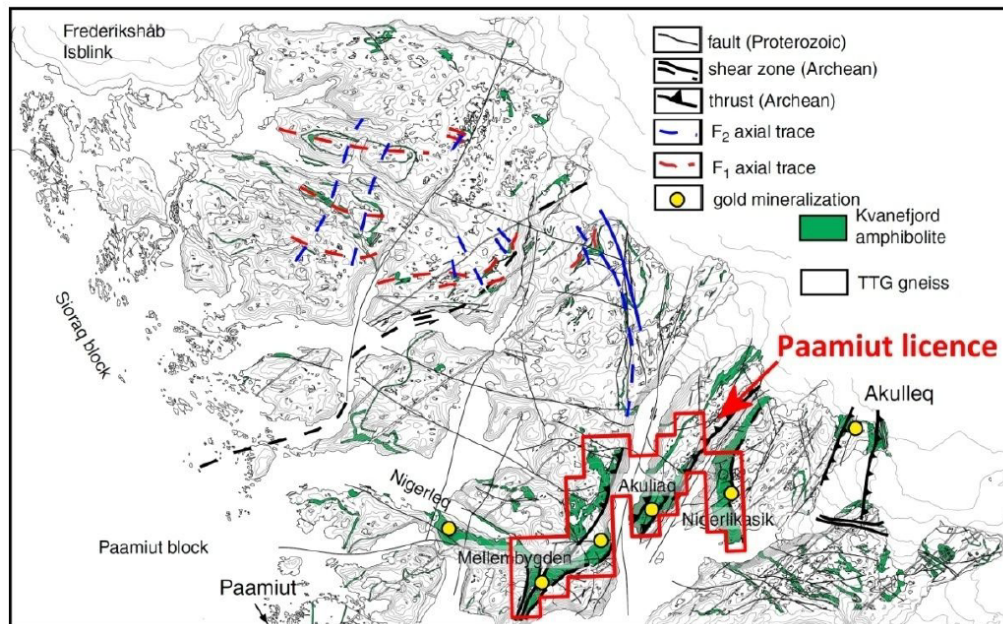 Frederikshåb
Isblink
fault (Proterozoic)
shear zone (Archean)
thrust (Archean)
F₂ axial trace
F₁ axial trace
gold mineralization
Kvanefjord
amphibolite
TTG gneiss
Sioraq block
Paamiut licence
Akulleq
Nigerleq
Akuliaq
Nigerlikasik
Mellembygden
Paamiut block
Paamiut